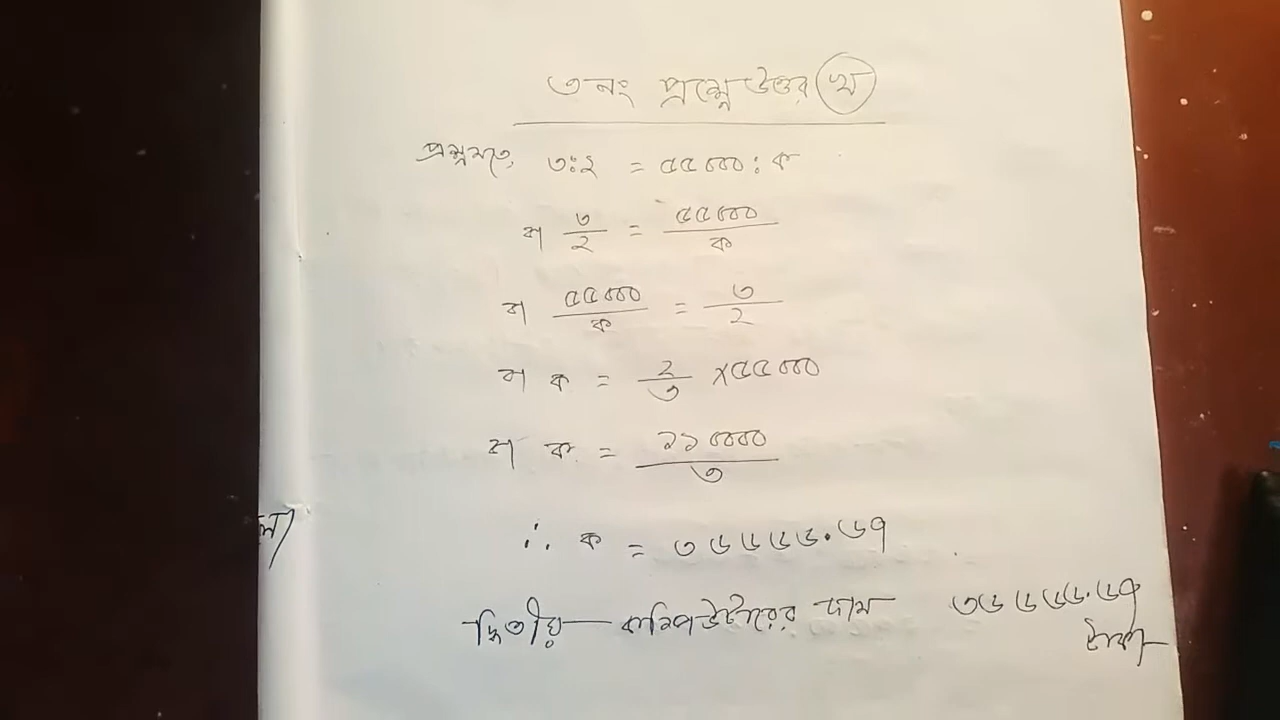 ৩ নং প্রশ্নে উত্তর খ
প্রশ্নমতে, ৩ঃ২ = ৫৫০০০ : ক
বা ৩/২ = ৫৫০০০/ক
বা ৫৫০০০/ক = ৩/২
বা ক = ২/৩ × ৫৫০০০
বা ক = ১১০০০০/৩
∴ ক = ৩৬৬৬৬.৬৭
দ্বিতীয় কম্পিউটারের দাম ৩৬৬৬৬.৬৭
টাকা